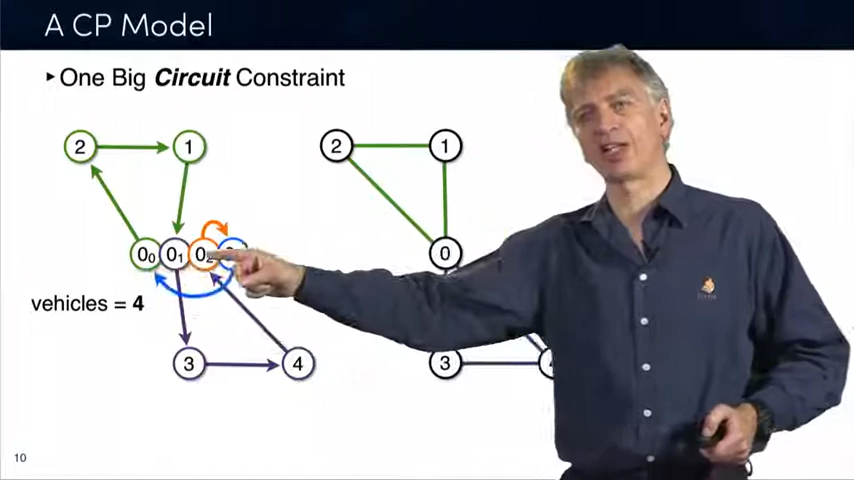 A CP Model
▸One Big Circuit Constraint
2 1 2 1
0₀ 0₁ 0₂ 0
vehicles = 4
3 4 3
10